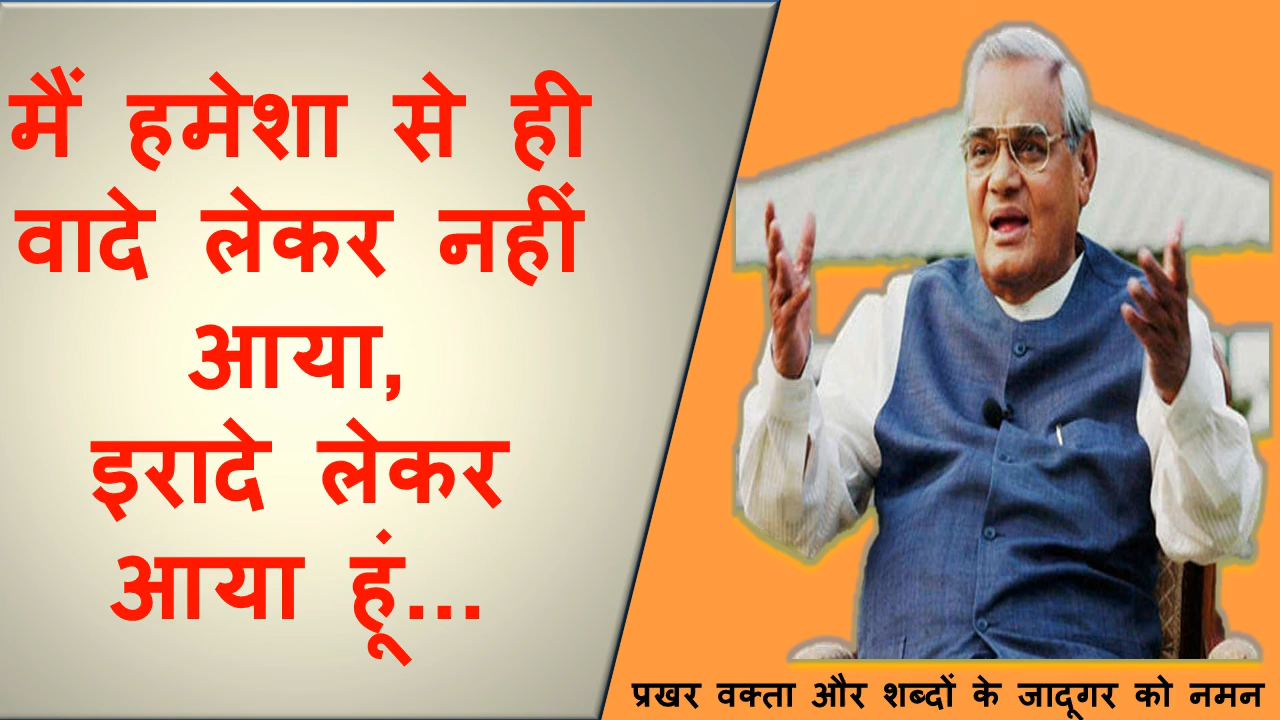 मैं हमेशा से ही
वादे लेकर नहीं
आया,
इरादे लेकर
आया हूं...
प्रखर वक्ता और शब्दों के जादूगर को नमन